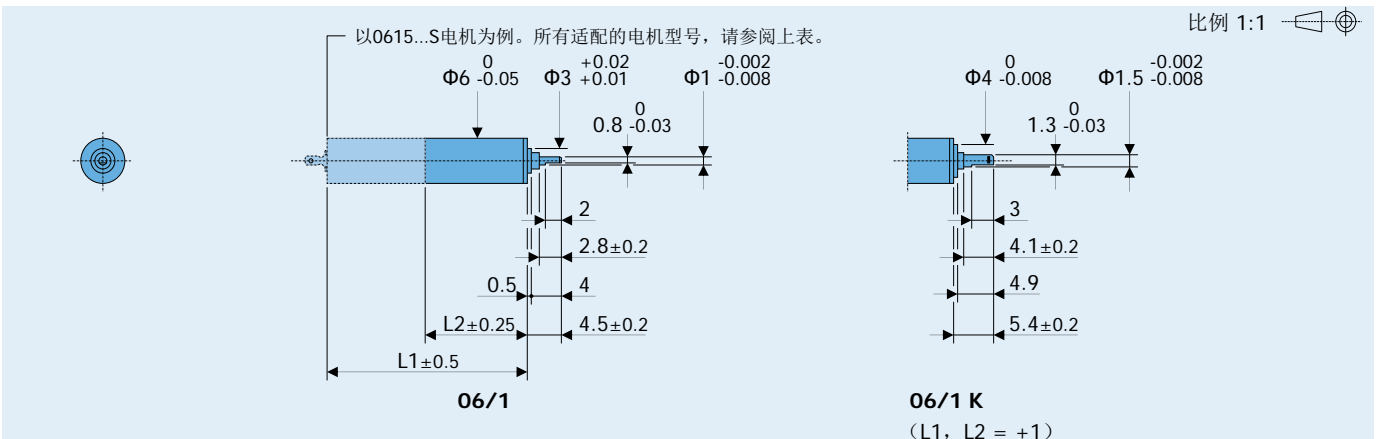 比例 1:1
以0615...S电机为例。所有适配的电机型号，请参阅上表。
Φ6 0 -0.05
Φ3 +0.02 +0.01
Φ1 -0.002 -0.008
0.8 0 -0.03
2
2.8±0.2
0.5
4
L2±0.25
4.5±0.2
L1±0.5
06/1
Φ4 0 -0.008
Φ1.5 -0.002 -0.008
1.3 0 -0.03
3
4.1±0.2
4.9
5.4±0.2
06/1 K
（L1，L2 = +1）